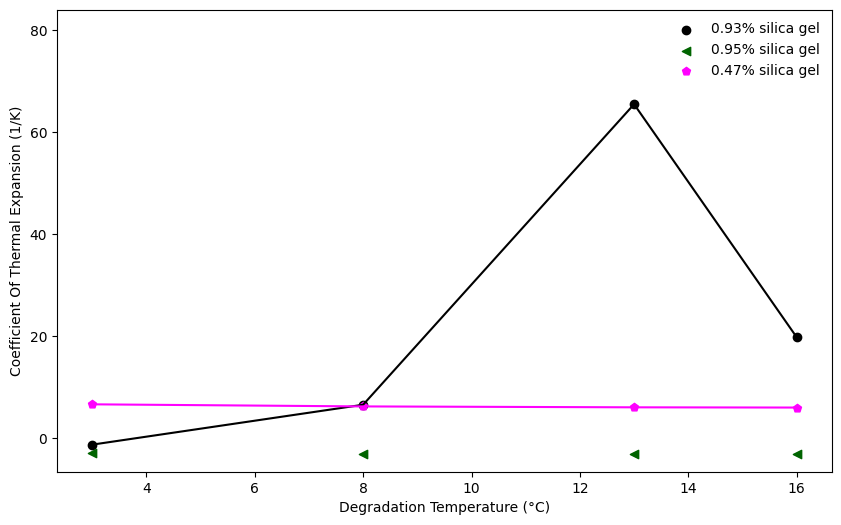 80
60
40
20
0
4
6
8
10
12
14
16
Coefficient Of Thermal Expansion (1/K)
Degradation Temperature (°C)
0.93% silica gel
0.95% silica gel
0.47% silica gel